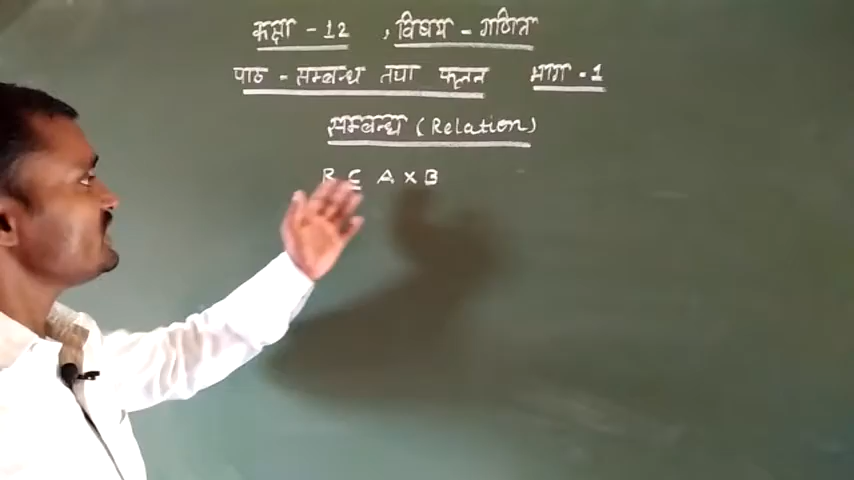 कक्षा - 12 , विषय - गणित
पाठ - सम्बन्ध तथा फलन भाग - 1
सम्बन्ध (Relation)
R ⊆ A × B